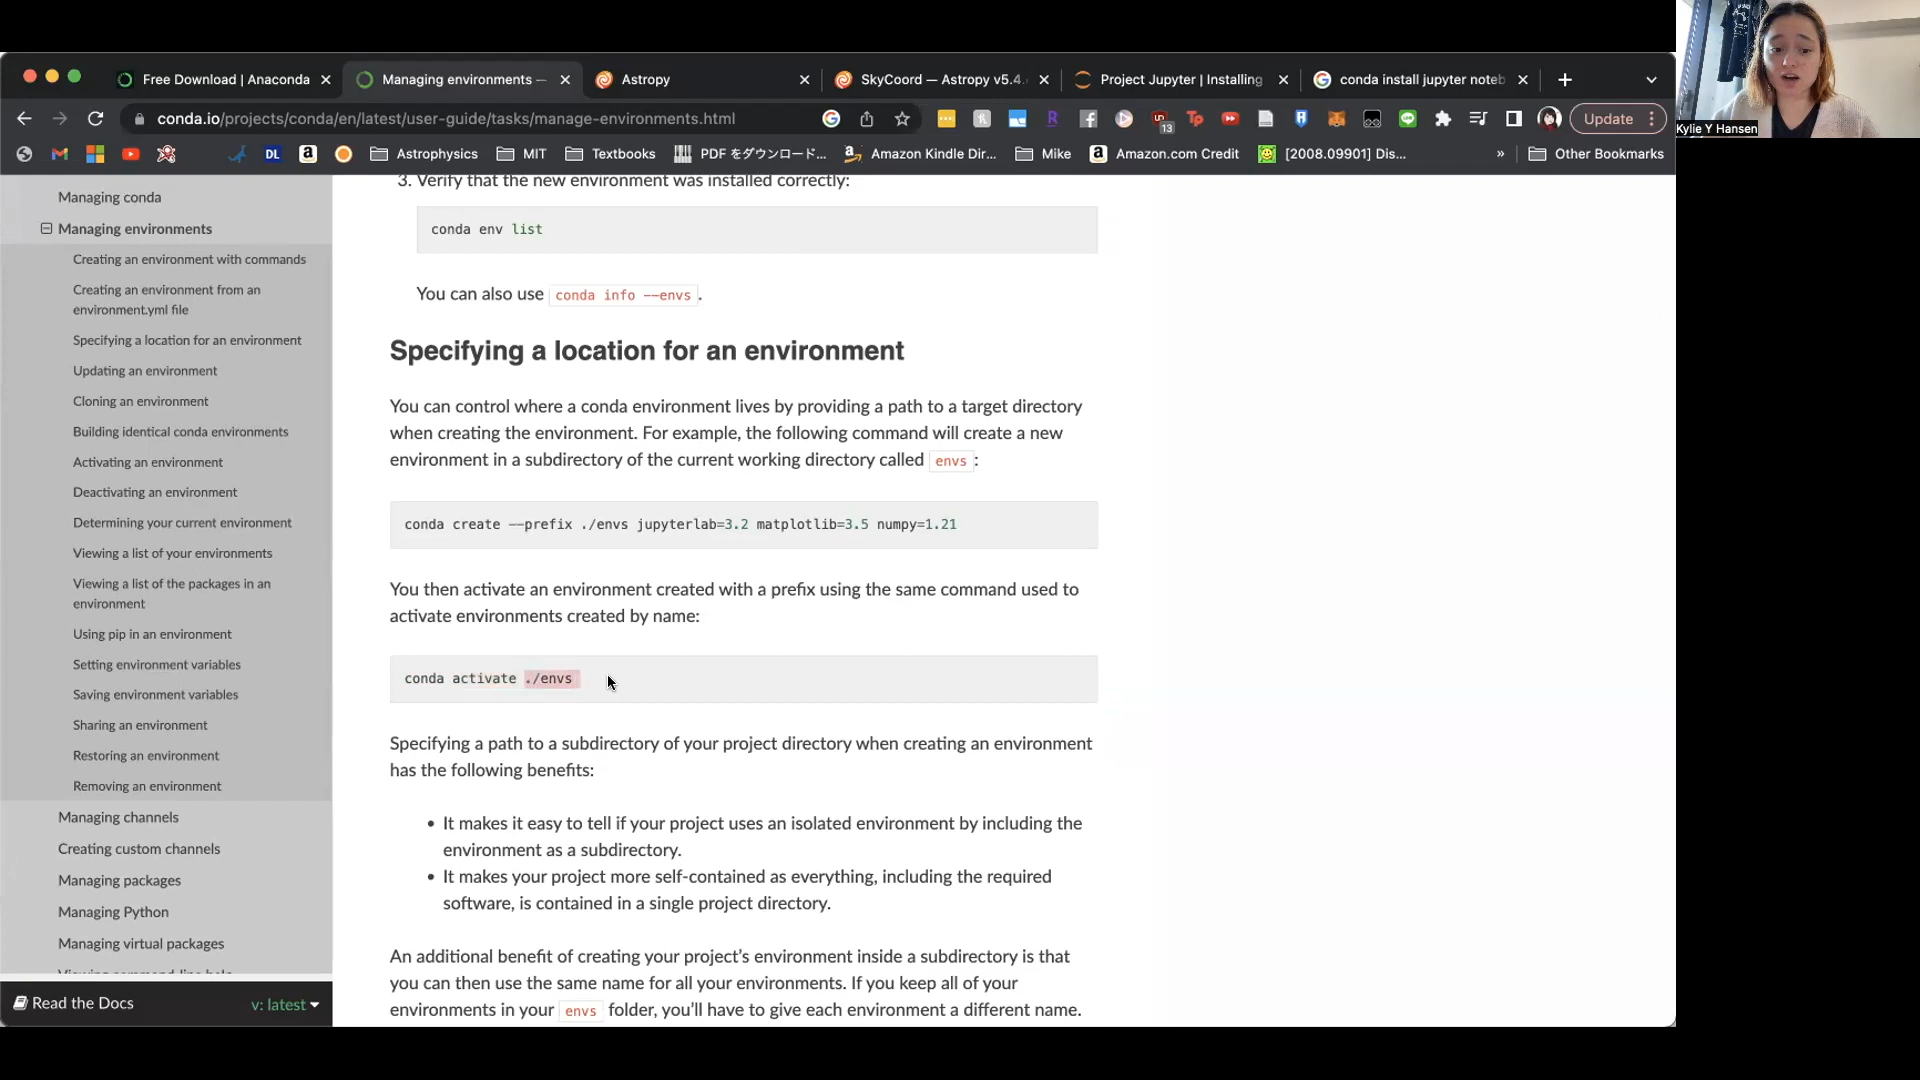 Free Download | Anaconda
Managing environments —
Astropy
SkyCoord — Astropy v5.4.
Project Jupyter | Installing
conda install jupyter noteb
conda.io/projects/conda/en/latest/user-guide/tasks/manage-environments.html
13
Tp
Update
DL
Astrophysics
MIT
Textbooks
PDF をダウンロード...
Amazon Kindle Dir...
Mike
Amazon.com Credit
[2008.09901] Dis...
»
Other Bookmarks
Kylie Y Hansen
Managing conda
Managing environments
Creating an environment with commands
Creating an environment from an
environment.yml file
Specifying a location for an environment
Updating an environment
Cloning an environment
Building identical conda environments
Activating an environment
Deactivating an environment
Determining your current environment
Viewing a list of your environments
Viewing a list of the packages in an
environment
Using pip in an environment
Setting environment variables
Saving environment variables
Sharing an environment
Restoring an environment
Removing an environment
Managing channels
Creating custom channels
Managing packages
Managing Python
Managing virtual packages
Viewing command-line help
Read the Docs
v: latest
3. Verify that the new environment was installed correctly:
conda env list
You can also use conda info --envs.
Specifying a location for an environment
You can control where a conda environment lives by providing a path to a target directory
when creating the environment. For example, the following command will create a new
environment in a subdirectory of the current working directory called envs:
conda create --prefix ./envs jupyterlab=3.2 matplotlib=3.5 numpy=1.21
You then activate an environment created with a prefix using the same command used to
activate environments created by name:
conda activate ./envs
Specifying a path to a subdirectory of your project directory when creating an environment
has the following benefits:
• It makes it easy to tell if your project uses an isolated environment by including the
environment as a subdirectory.
• It makes your project more self-contained as everything, including the required
software, is contained in a single project directory.
An additional benefit of creating your project’s environment inside a subdirectory is that
you can then use the same name for all your environments. If you keep all of your
environments in your envs folder, you’ll have to give each environment a different name.